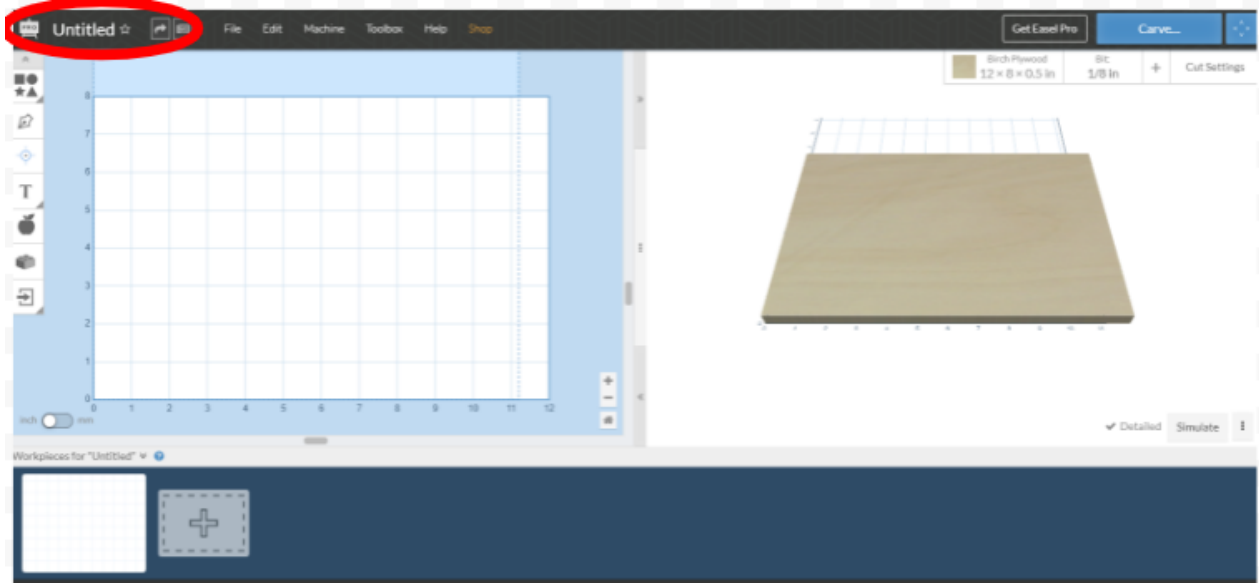 PRO Untitled File Edit Machine Toolbox Help Shop Get Easel Pro Carve...
Birch Plywood Bit: Cut Settings
12 × 8 × 0.5 in 1/8 in +
8
7
6
5
4
3
2
1
0
0 1 2 3 4 5 6 7 8 9 10 11 12
inch mm
Detailed Simulate
Workpieces for "Untitled"